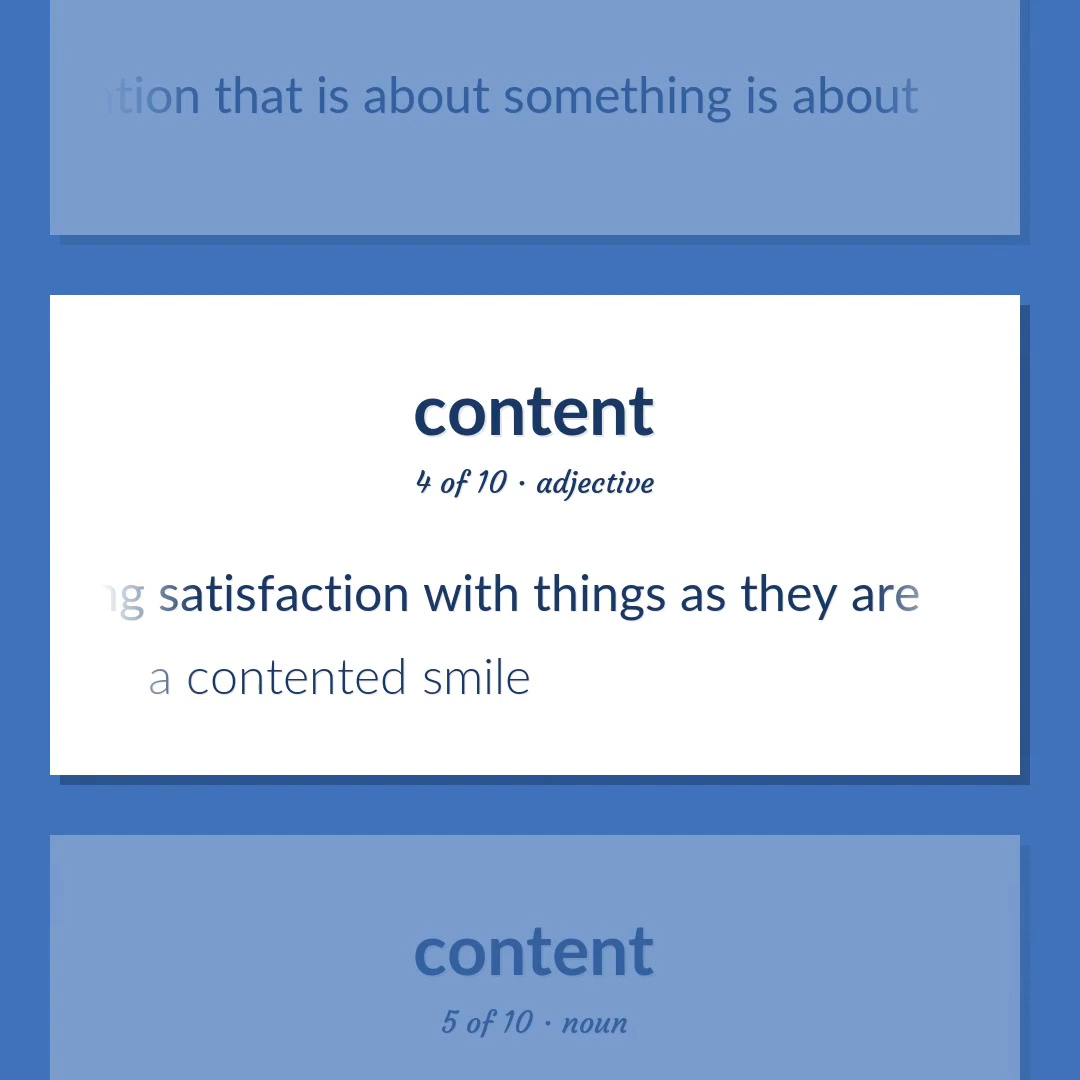 that is about something is about
content
4 of 10 · adjective
satisfaction with things as they are
a contented smile
content
5 of 10 · noun